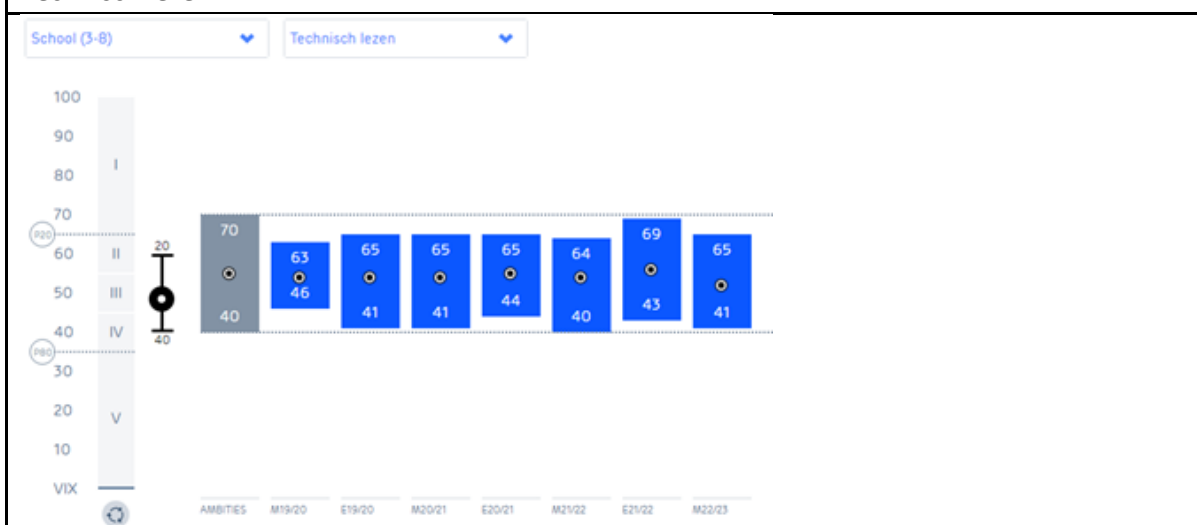 School (3-8) Technisch lezen
100
90
I
80
70
70
69
P20
65 65 65 64 65
63
60 II 20
50 III
46
44 43
41 41 40 41
40
40 IV
40
P80
30
20 V
10
VIX
AMBITIES M19/20 E19/20 M20/21 E20/21 M21/22 E21/22 M22/23